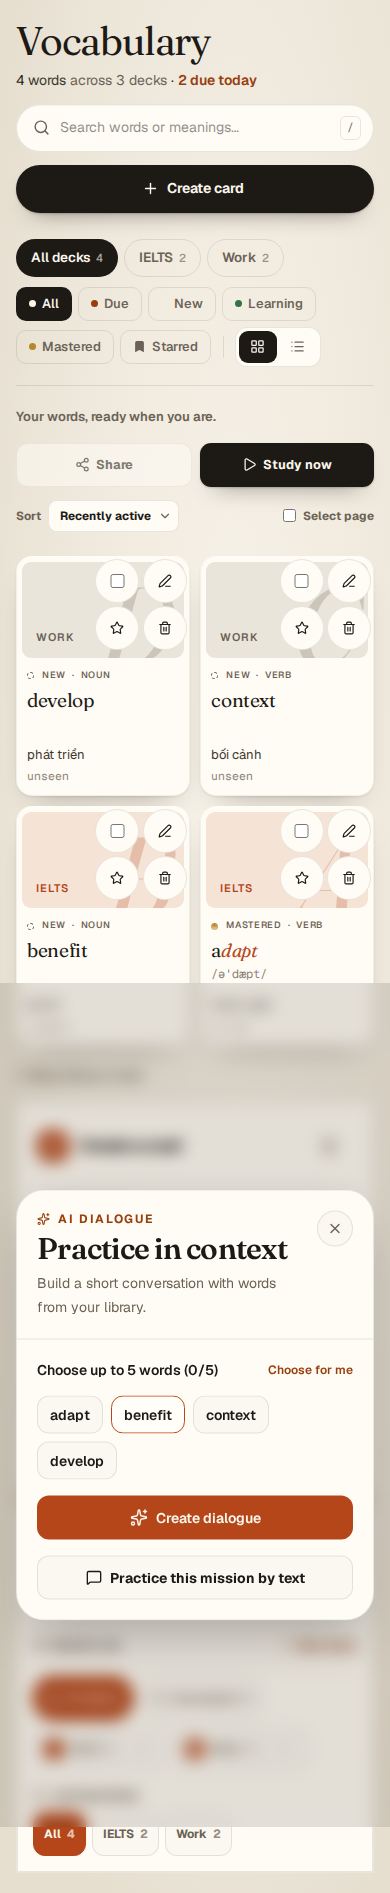 Vocabulary
4 words across 3 decks · 2 due today
Search words or meanings... /
Create card
All decks 4 IELTS 2 Work 2
All Due New Learning
Mastered Starred
Your words, ready when you are.
Share Study now
Sort Recently active Select page
WORK WORK
NEW · NOUN NEW · VERB
develop context
phát triển bối cảnh
unseen unseen
IELTS IELTS
NEW · NOUN MASTERED · VERB
benefit adapt
/əˈdæpt/
AI DIALOGUE
Practice in context
Build a short conversation with words
from your library.
Choose up to 5 words (0/5) Choose for me
adapt benefit context
develop
Create dialogue
Practice this mission by text
All 4 IELTS 2 Work 2